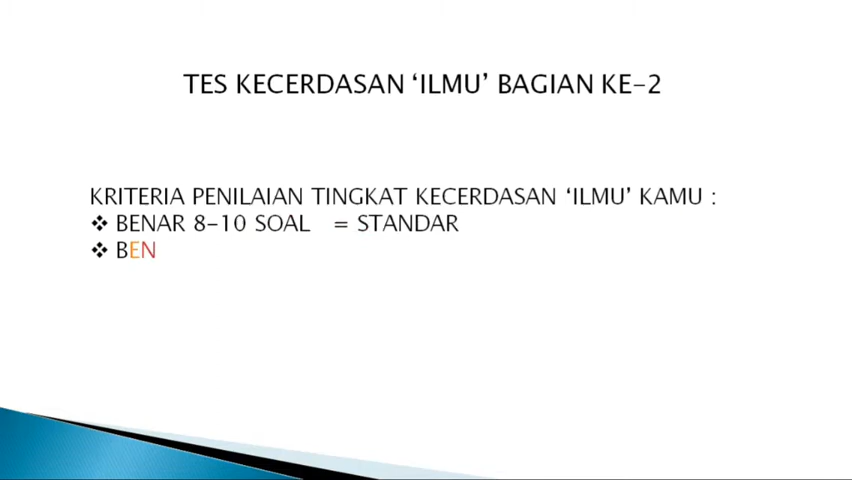 TES KECERDASAN ‘ILMU’ BAGIAN KE-2
KRITERIA PENILAIAN TINGKAT KECERDASAN ‘ILMU’ KAMU :
❖ BENAR 8-10 SOAL = STANDAR
❖ BEN